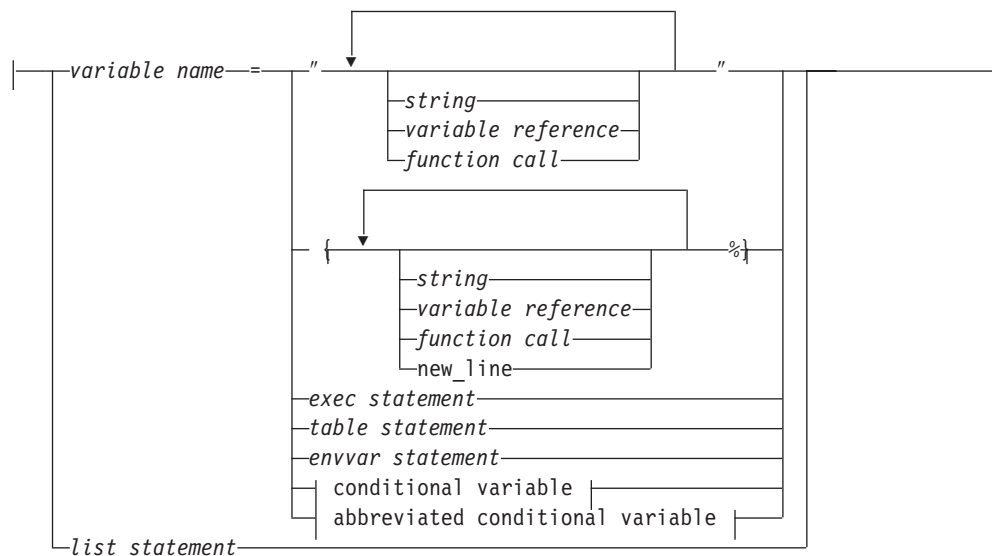 variable name = " "
string
variable reference
function call
{ %}
string
variable reference
function call
new_line
exec statement
table statement
envvar statement
conditional variable
abbreviated conditional variable
list statement